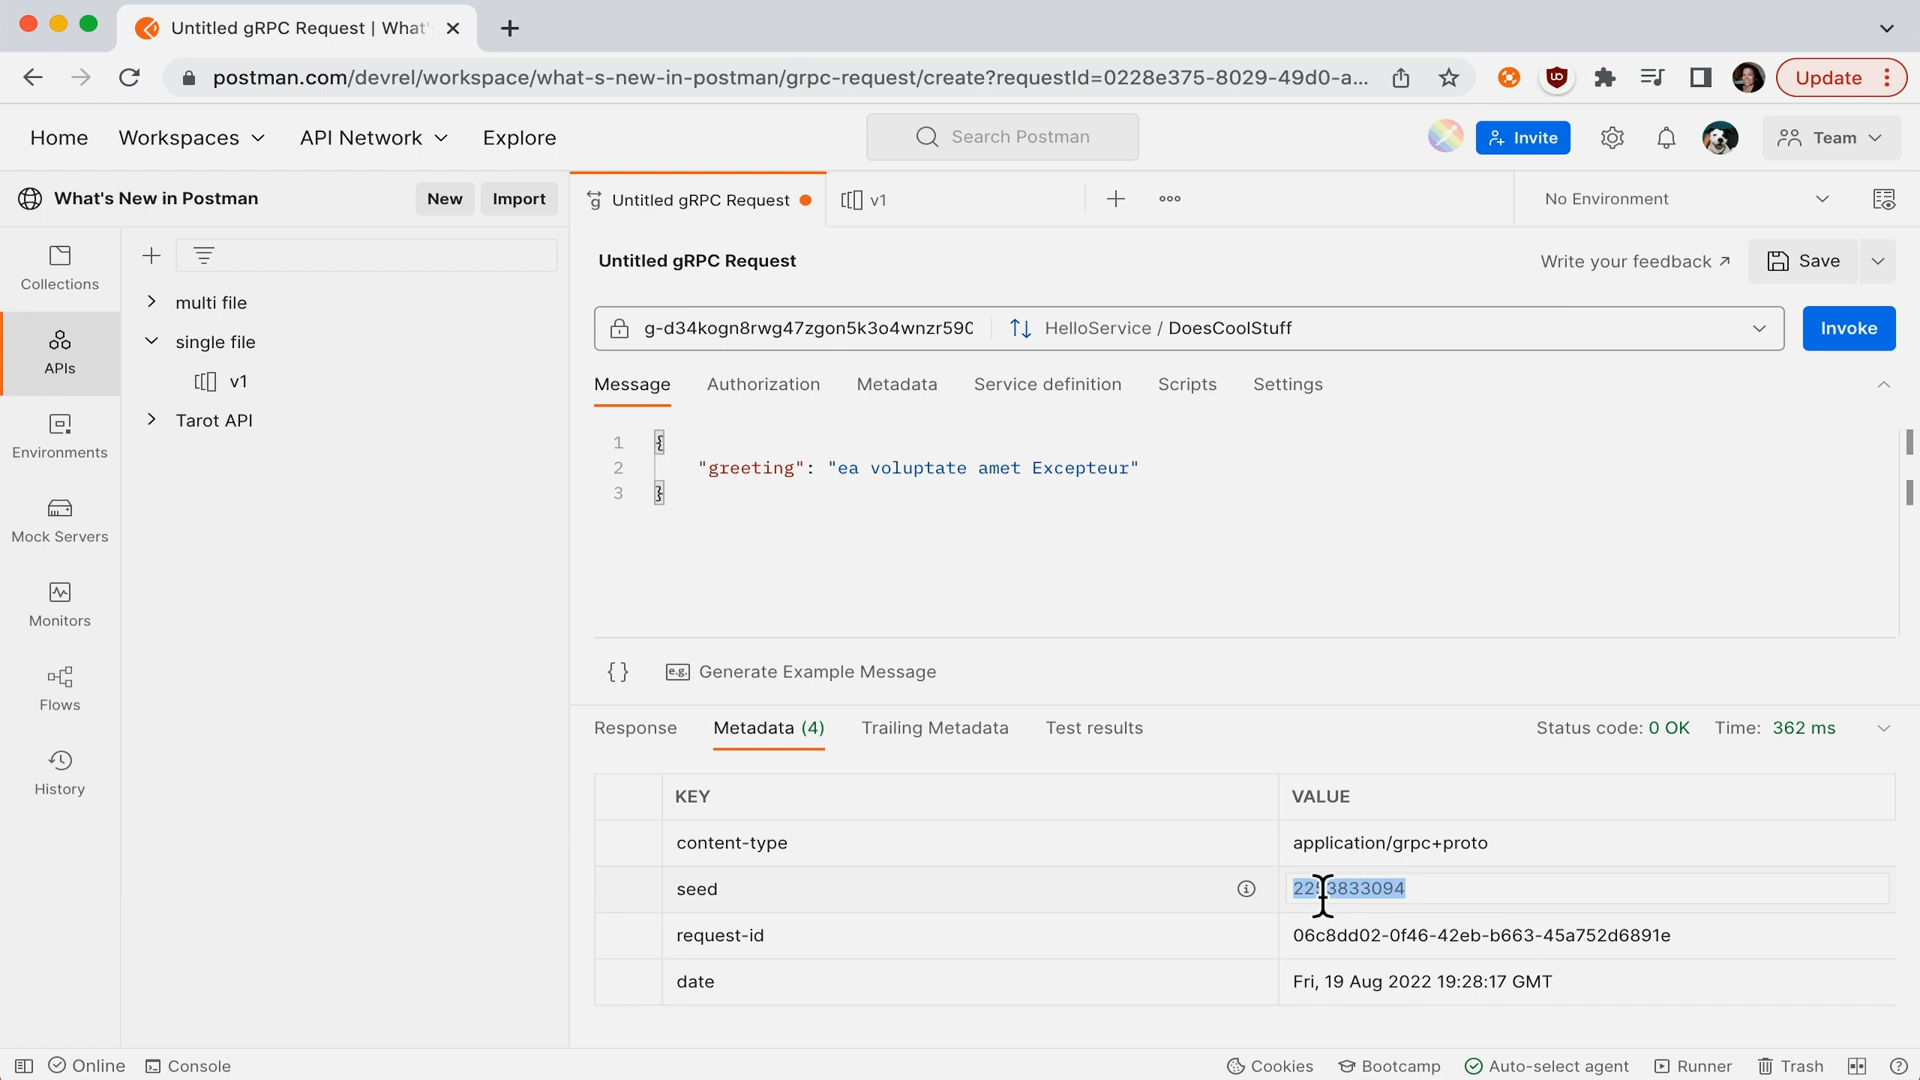 Untitled gRPC Request | What'
postman.com/devrel/workspace/what-s-new-in-postman/grpc-request/create?requestId=0228e375-8029-49d0-a...
Update
Home
Workspaces
API Network
Explore
Search Postman
Invite
Team
What's New in Postman
New
Import
Untitled gRPC Request
v1
No Environment
Collections
APIs
Environments
Mock Servers
Monitors
Flows
History
multi file
single file
v1
Tarot API
Untitled gRPC Request
Write your feedback
Save
g-d34kogn8rwg47zgon5k3o4wnzr59
HelloService / DoesCoolStuff
Invoke
Message
Authorization
Metadata
Service definition
Scripts
Settings
1 {
2 "greeting": "ea voluptate amet Excepteur"
3 }
{ }
e.g.
Generate Example Message
Response
Metadata (4)
Trailing Metadata
Test results
Status code: 0 OK
Time: 362 ms
KEY
VALUE
content-type
application/grpc+proto
seed
request-id
06c8dd02-0f46-42eb-b663-45a752d6891e
date
Fri, 19 Aug 2022 19:28:17 GMT
Online
Console
Cookies
Bootcamp
Auto-select agent
Runner
Trash